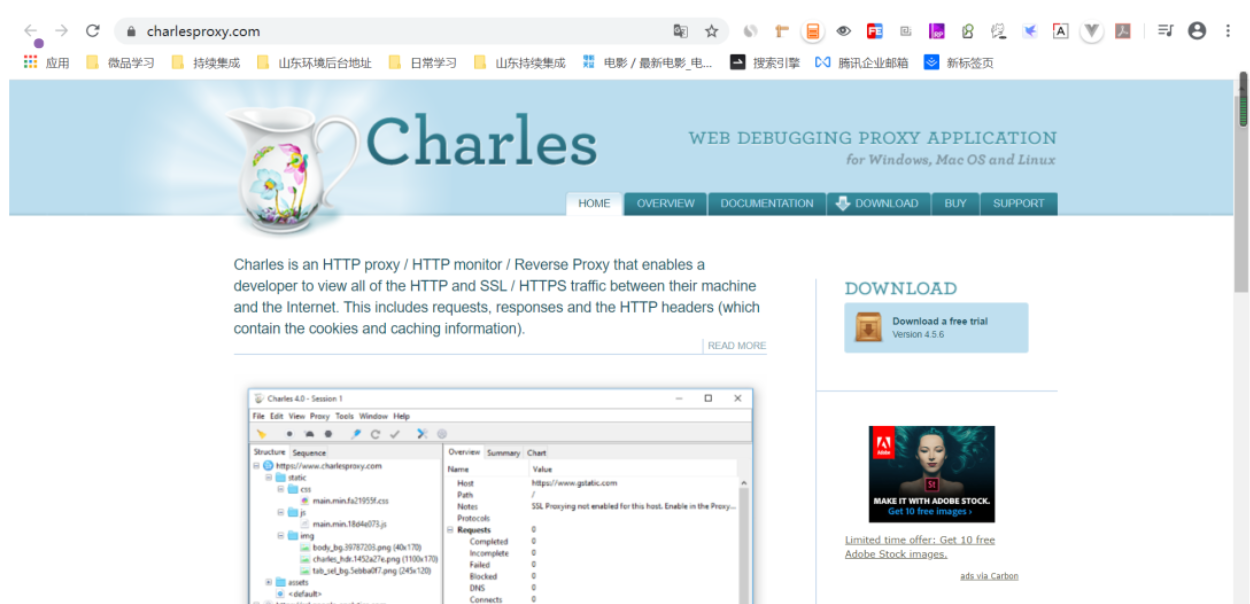 charlesproxy.com
应用
微品学习
持续集成
山东环境后台地址
日常学习
山东持续集成
电影 / 最新电影_电...
搜索引擎
腾讯企业邮箱
新标签页
Charles
WEB DEBUGGING PROXY APPLICATION
for Windows, Mac OS and Linux
HOME
OVERVIEW
DOCUMENTATION
DOWNLOAD
BUY
SUPPORT
Charles is an HTTP proxy / HTTP monitor / Reverse Proxy that enables a
developer to view all of the HTTP and SSL / HTTPS traffic between their machine
and the Internet. This includes requests, responses and the HTTP headers (which
contain the cookies and caching information).
READ MORE
DOWNLOAD
Download a free trial
Version 4.5.6
Charles 4.0 - Session 1
File Edit View Proxy Tools Window Help
Structure Sequence
https://www.charlesproxy.com
static
css
main.min.fa21955f.css
js
main.min.18d4e073.js
img
body_bg.39787203.png (40x170)
charles_hdr.1452a27e.png (1100x170)
tab_sel_bg.5ebba0f7.png (245x120)
assets
<default>
Overview Summary Chart
Name Value
Host https://www.gstatic.com
Path /
Notes SSL Proxying not enabled for this host. Enable in the Proxy...
Protocols
Requests 0
Completed 0
Incomplete 0
Failed 0
Blocked 0
DNS 0
Connects 0
Adobe
St
MAKE IT WITH ADOBE STOCK.
Get 10 free images ›
Limited time offer: Get 10 free
Adobe Stock images.
ads via Carbon